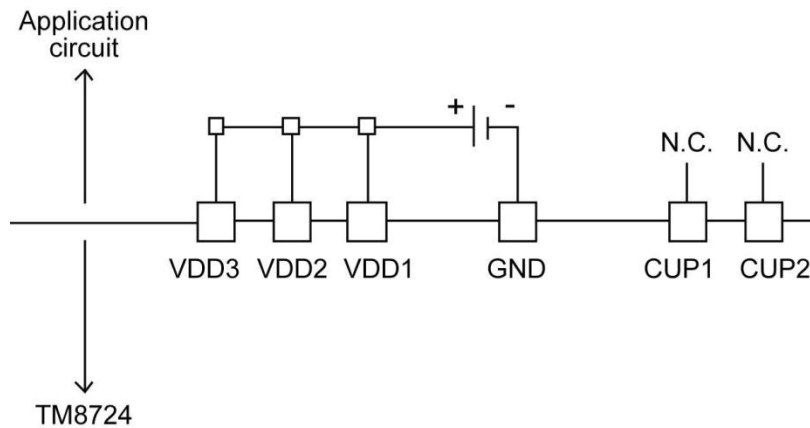 Application
circuit
+ -
N.C. N.C.
VDD3 VDD2 VDD1 GND CUP1 CUP2
TM8724